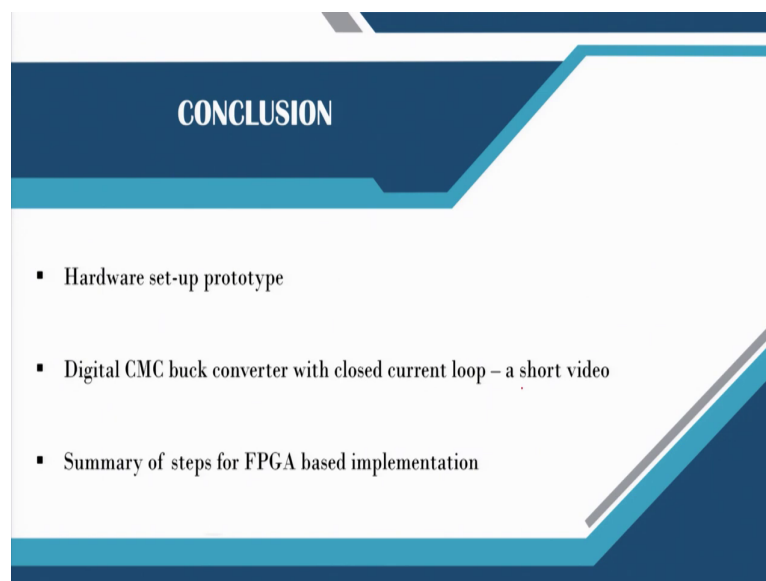 CONCLUSION
▪ Hardware set-up prototype
▪ Digital CMC buck converter with closed current loop – a short video
▪ Summary of steps for FPGA based implementation